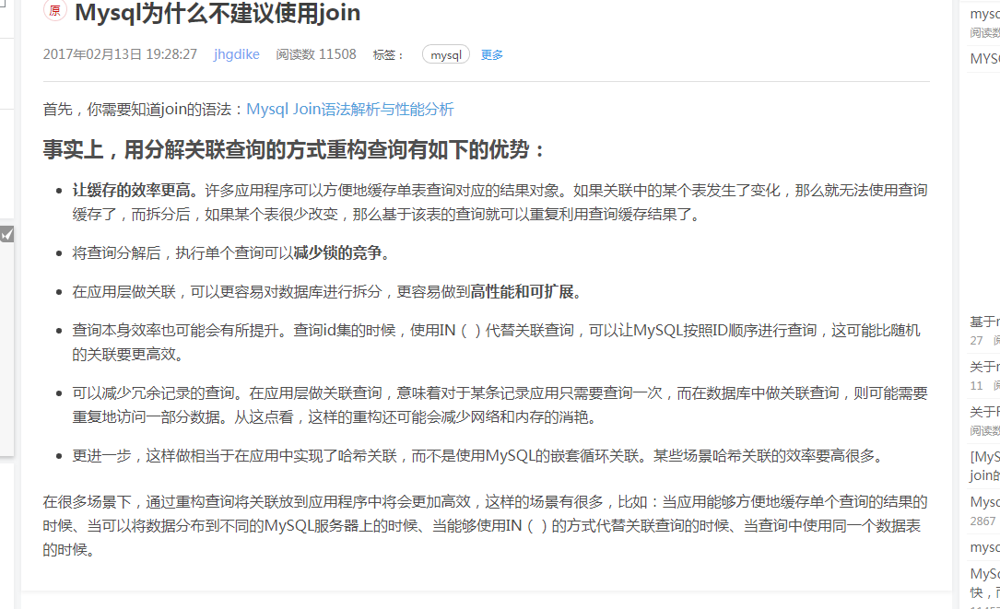 原 Mysql为什么不建议使用join
2017年02月13日 19:28:27 jhgdike 阅读数 11508 标签： mysql 更多
首先，你需要知道join的语法：Mysql Join语法解析与性能分析
事实上，用分解关联查询的方式重构查询有如下的优势：
让缓存的效率更高。许多应用程序可以方便地缓存单表查询对应的结果对象。如果关联中的某个表发生了变化，那么就无法使用查询
缓存了，而拆分后，如果某个表很少改变，那么基于该表的查询就可以重复利用查询缓存结果了。
将查询分解后，执行单个查询可以减少锁的竞争。
在应用层做关联，可以更容易对数据库进行拆分，更容易做到高性能和可扩展。
查询本身效率也可能会有所提升。查询id集的时候，使用IN（）代替关联查询，可以让MySQL按照ID顺序进行查询，这可能比随机
的关联要更高效。
可以减少冗余记录的查询。在应用层做关联查询，意味着对于某条记录应用只需要查询一次，而在数据库中做关联查询，则可能需要
重复地访问一部分数据。从这点看，这样的重构还可能会减少网络和内存的消艳。
更进一步，这样做相当于在应用中实现了哈希关联，而不是使用MySQL的嵌套循环关联。某些场景哈希关联的效率要高很多。
在很多场景下，通过重构查询将关联放到应用程序中将会更加高效，这样的场景有很多，比如：当应用能够方便地缓存单个查询的结果的
时候、当可以将数据分布到不同的MySQL服务器上的时候、当能够使用IN（）的方式代替关联查询的时候、当查询中使用同一个数据表
的时候。
阅读数
基于
27
关于
11
关于
阅读数
join的
2867
快，